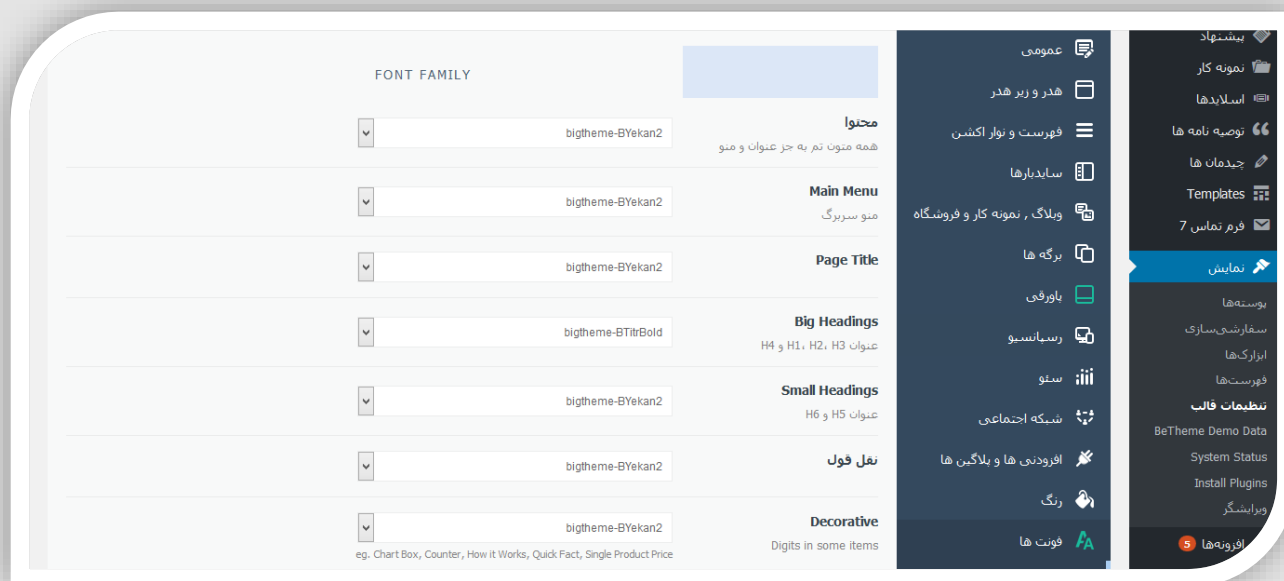 پیشنهاد
نمونه کار
اسلایدها
توصیه نامه ها
چیدمان ها
Templates
فرم تماس 7
نمایش
پوسته‌ها
سفارشی‌سازی
ابزارک‌ها
فهرست‌ها
تنظیمات قالب
BeTheme Demo Data
System Status
Install Plugins
ویرایشگر
افزونه‌ها 5
عمومی
هدر و زیر هدر
فهرست و نوار اکشن
سایدبارها
وبلاگ , نمونه کار و فروشگاه
برگه ها
پاورقی
رسپانسیو
سئو
شبکه اجتماعی
افزودنی ها و پلاگین ها
رنگ
فونت ها
FONT FAMILY
محتوا
همه متون تم به جز عنوان و منو
bigtheme-BYekan2
Main Menu
منو سربرگ
bigtheme-BYekan2
Page Title
bigtheme-BYekan2
Big Headings
عنوان H1، H2، H3 و H4
bigtheme-BTitrBold
Small Headings
عنوان H5 و H6
bigtheme-BYekan2
نقل قول
bigtheme-BYekan2
Decorative
Digits in some items
bigtheme-BYekan2
eg. Chart Box, Counter, How it Works, Quick Fact, Single Product Price